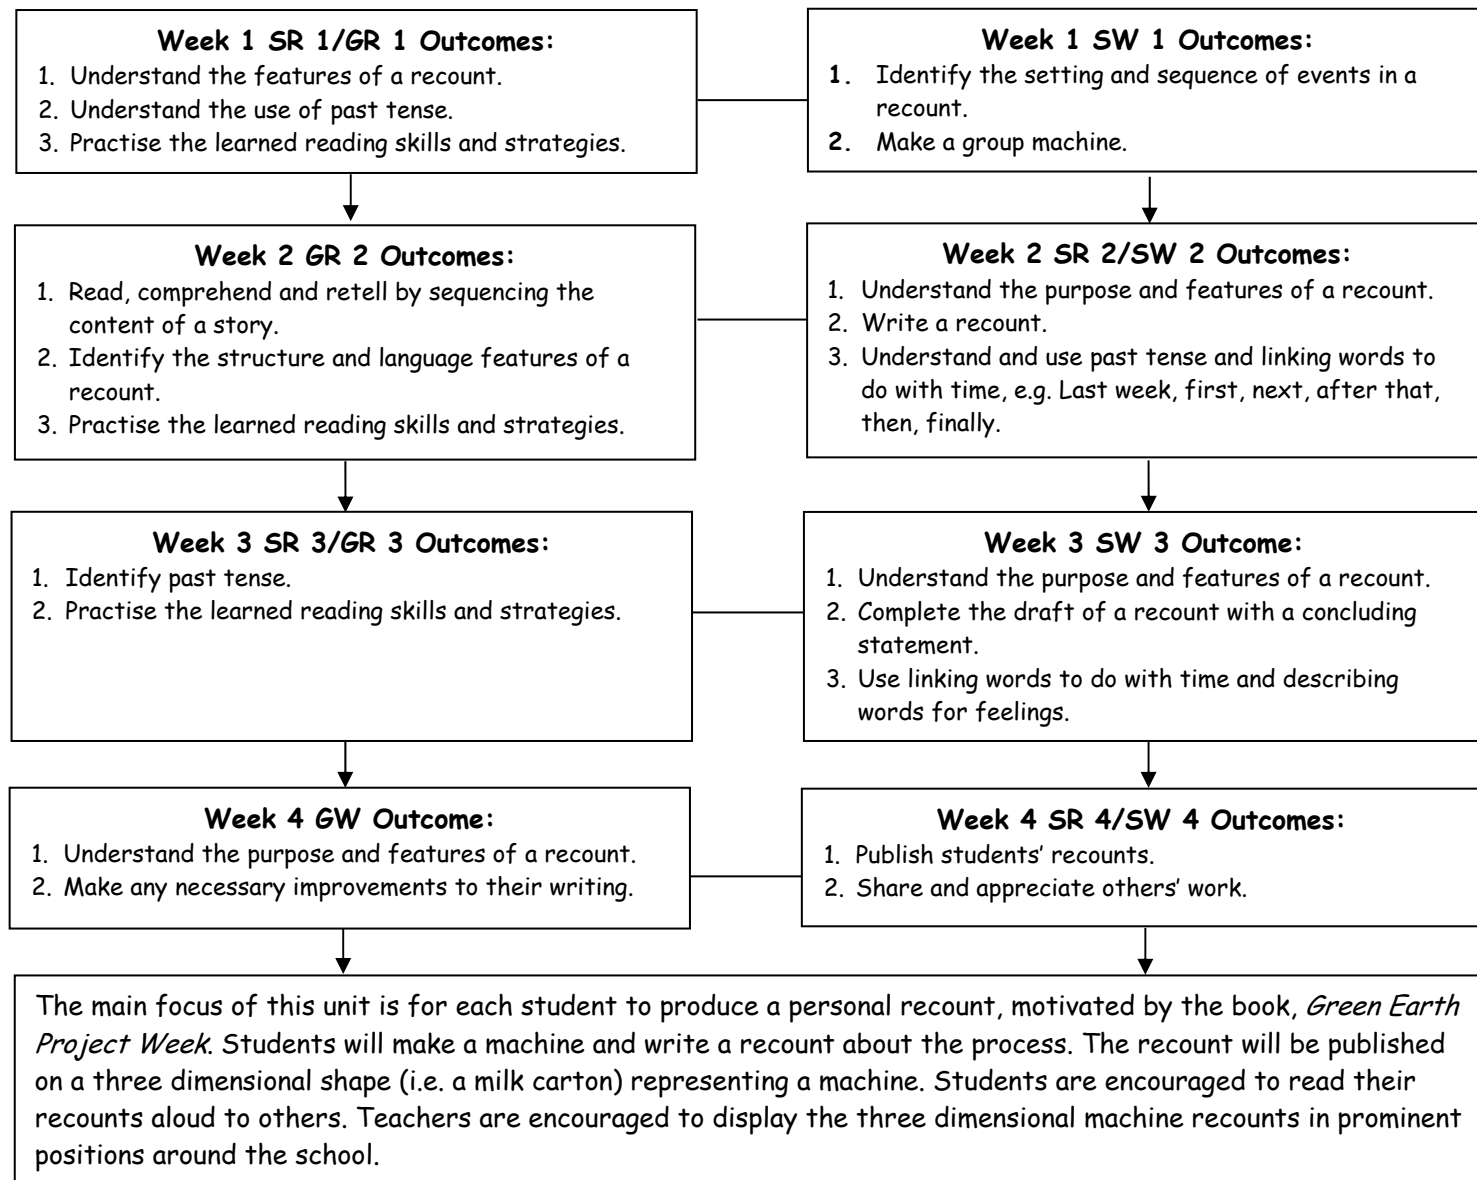 Week 1 SR 1/GR 1 Outcomes:
1. Understand the features of a recount.
2. Understand the use of past tense.
3. Practise the learned reading skills and strategies.
Week 1 SW 1 Outcomes:
1. Identify the setting and sequence of events in a
recount.
2. Make a group machine.
Week 2 GR 2 Outcomes:
1. Read, comprehend and retell by sequencing the
content of a story.
2. Identify the structure and language features of a
recount.
3. Practise the learned reading skills and strategies.
Week 2 SR 2/SW 2 Outcomes:
1. Understand the purpose and features of a recount.
2. Write a recount.
3. Understand and use past tense and linking words to
do with time, e.g. Last week, first, next, after that,
then, finally.
Week 3 SR 3/GR 3 Outcomes:
1. Identify past tense.
2. Practise the learned reading skills and strategies.
Week 3 SW 3 Outcome:
1. Understand the purpose and features of a recount.
2. Complete the draft of a recount with a concluding
statement.
3. Use linking words to do with time and describing
words for feelings.
Week 4 GW Outcome:
1. Understand the purpose and features of a recount.
2. Make any necessary improvements to their writing.
Week 4 SR 4/SW 4 Outcomes:
1. Publish students' recounts.
2. Share and appreciate others' work.
The main focus of this unit is for each student to produce a personal recount, motivated by the book, Green Earth
Project Week. Students will make a machine and write a recount about the process. The recount will be published
on a three dimensional shape (i.e. a milk carton) representing a machine. Students are encouraged to read their
recounts aloud to others. Teachers are encouraged to display the three dimensional machine recounts in prominent
positions around the school.